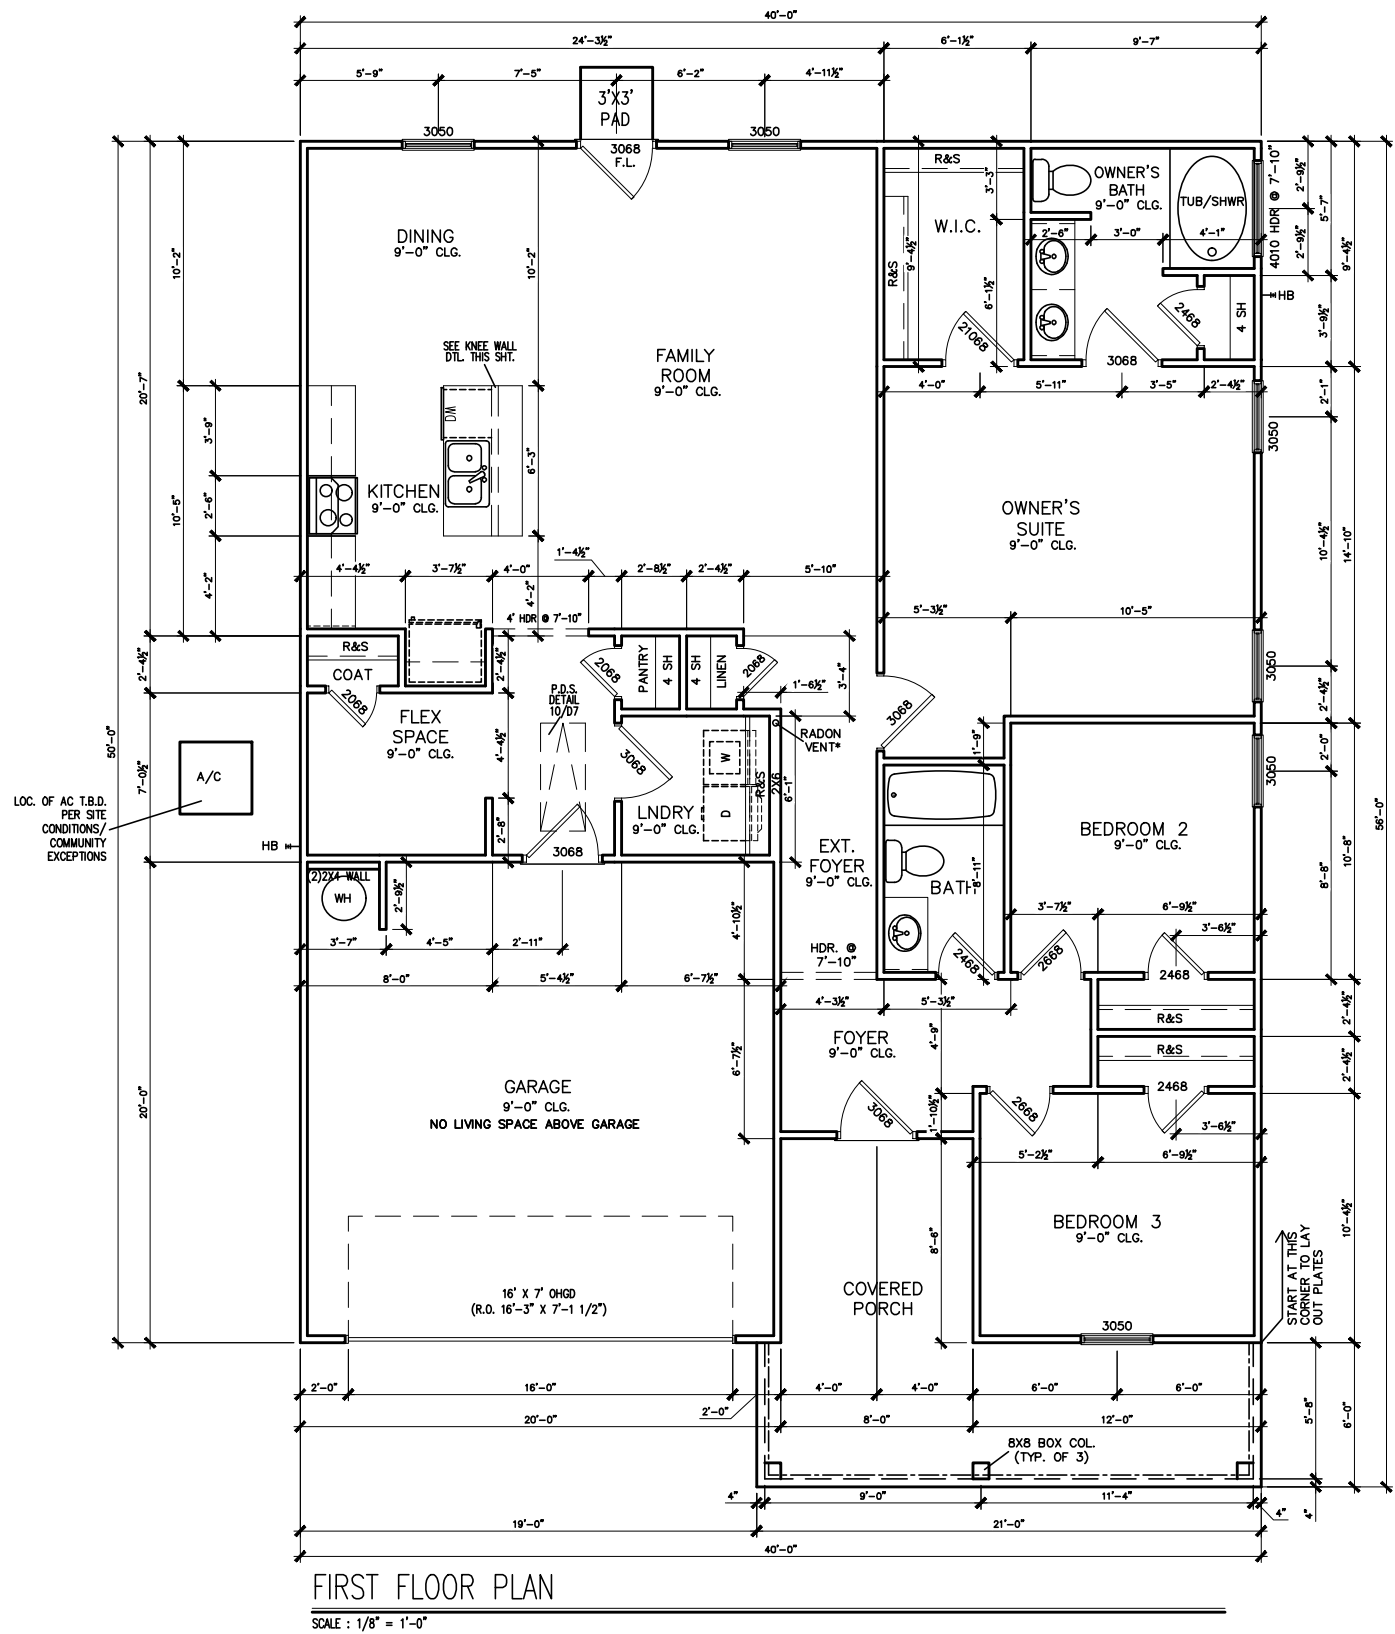 40'-0"
24'-3½"
6'-1½"
9'-7"
5'-9"
7'-5"
6'-2"
4'-11½"
3'X3'
PAD
3050
3068
F.L.
3050
R&S
OWNER'S
BATH
9'-0" CLG.
TUB/SHWR
4010 HDR @ 7'-10"
2'-9½"
2'-9½"
5'-7"
9'-4½"
3'-3"
W.I.C.
2'-6"
3'-0"
4'-1"
DINING
9'-0" CLG.
10'-2"
10'-2"
9'-4½"
R&S
6'-1½"
HB
2468
4 SH
3'-9½"
21068
3068
SEE KNEE WALL
DTL. THIS SHT.
FAMILY
ROOM
9'-0" CLG.
4'-0"
5'-11"
3'-5"
2'-4½"
2'-1"
20'-7"
3'-9"
3050
6'-3"
KITCHEN
9'-0" CLG.
10'-5"
2'-6"
OWNER'S
SUITE
9'-0" CLG.
10'-4½"
14'-10"
4'-2"
1'-4½"
4'-4½"
3'-7½"
4'-0"
2'-8½"
2'-4½"
5'-10"
4'-2"
4' HDR @ 7'-10"
5'-3½"
10'-5"
R&S
COAT
2068
2'-4½"
2'-4½"
2068
PANTRY
4 SH
4 SH
LINEN
2068
3'-4"
1'-6½"
3050
2'-4½"
P.D.S.
DETAIL
10/D7
FLEX
SPACE
9'-0" CLG.
3068
RADON
VENT*
3068
1'-9"
50'-0"
7'-0½"
A/C
4'-4½"
3068
W
R&S
2X6
6'-1"
3050
2'-0"
LOC. OF AC T.B.D.
PER SITE
CONDITIONS/
COMMUNITY
EXCEPTIONS
HB
2'-8"
LNDRY
9'-0" CLG.
D
BEDROOM 2
9'-0" CLG.
56'-0"
3068
EXT.
FOYER
9'-0" CLG.
BATH
8'-11"
8'-8"
10'-8"
(2)2X4 WALL
WH
2'-9½"
4'-10½"
3'-7½"
6'-9½"
3'-6½"
3'-7"
4'-5"
2'-11"
HDR. @
7'-10"
2468
2668
2468
8'-0"
5'-4½"
6'-7½"
4'-3½"
5'-3½"
R&S
2'-4½"
FOYER
9'-0" CLG.
4'-9"
6'-7½"
R&S
2'-4½"
GARAGE
9'-0" CLG.
NO LIVING SPACE ABOVE GARAGE
20'-0"
3068
1'-10½"
2668
2468
3'-6½"
5'-2½"
6'-9½"
BEDROOM 3
9'-0" CLG.
8'-6"
10'-4½"
START AT THIS
CORNER TO LAY
OUT PLATES
COVERED
PORCH
16' X 7' OHGD
(R.O. 16'-3" X 7'-1 1/2")
3050
2'-0"
16'-0"
4'-0"
4'-0"
6'-0"
6'-0"
2'-0"
20'-0"
8'-0"
12'-0"
5'-8"
6'-0"
8X8 BOX COL.
(TYP. OF 3)
4"
9'-0"
11'-4"
4"
4"
19'-0"
21'-0"
40'-0"
FIRST FLOOR PLAN
SCALE : 1/8" = 1'-0"